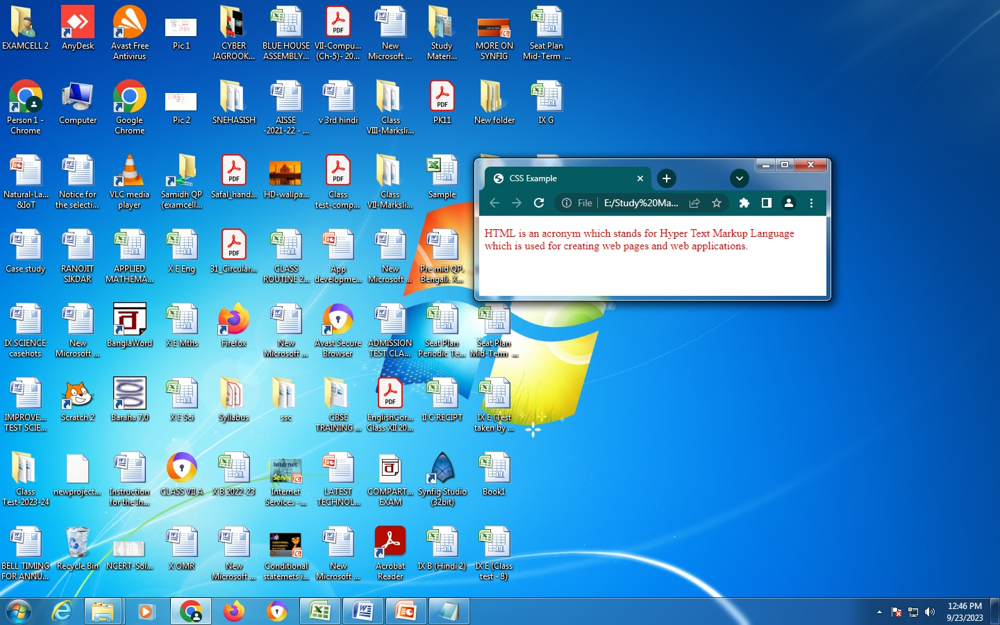 EXAMCELL 2
AnyDesk
Avast Free
Antivirus
Pic 1
CYBER
JAGROOK...
BLUE HOUSE
ASSEMBLY...
VII-Compu...
(Ch-5)- 20...
New
Microsoft ...
Study
Materi...
MORE ON
SYNFIG
Seat Plan
Mid-Term ...
Person 1 -
Chrome
Computer
Google
Chrome
Pic 2
SNEHASISH
AISSE
-2021-22 - ...
v 3rd hindi
Class
VIII-Marksli...
PK11
New folder
IX G
Natural-La...
&IoT
Notice for
the selecti...
VLC media
player
Samidh QP
(examcell...
Safal_hand...
HD-wallpa...
Class
test-comp...
Class
VII-Marksli...
Sample
CSS Example
File
E:/Study%20Ma...
HTML is an acronym which stands for Hyper Text Markup Language
which is used for creating web pages and web applications.
Case study
RANOJIT
SIKDAR
APPLIED
MATHEMA...
X E Eng
31_Circular...
CLASS
ROUTINE 2...
App
developme...
New
Microsoft ...
Pre mid QP.
Bengali. X...
IX SCIENCE
casehots
New
Microsoft ...
BanglaWord
X E Mths
Firefox
New
Microsoft ...
Avast Secure
Browser
ADMISSION
TEST CLA...
Seat Plan
Periodic Te...
Seat Plan
Mid-Term ...
IMPROVE...
TEST SCIE...
Scratch 2
Baraha 7.0
X E Sci
Syllabus
ssc
CBSE
TRAINING ...
EnglishCor...
Class XII 20...
II C RECIPT
IX E (Test
taken by ...
Class
Test-2023-24
newproject...
Instruction
for the In...
CLASS VII A
X B 2022-23
Internet
Services -...
LATEST
TECHNOL...
COMPART...
EXAM
Synfig Studio
(32bit)
Book1
BELL TIMING
FOR ANNU...
Recycle Bin
NCERT-Sol...
X OMR
New
Microsoft ...
Conditional
statemets i...
New
Microsoft ...
Acrobat
Reader
IX B (Hindi 2)
IX E (Class
test - 8)
12:46 PM
9/23/2023